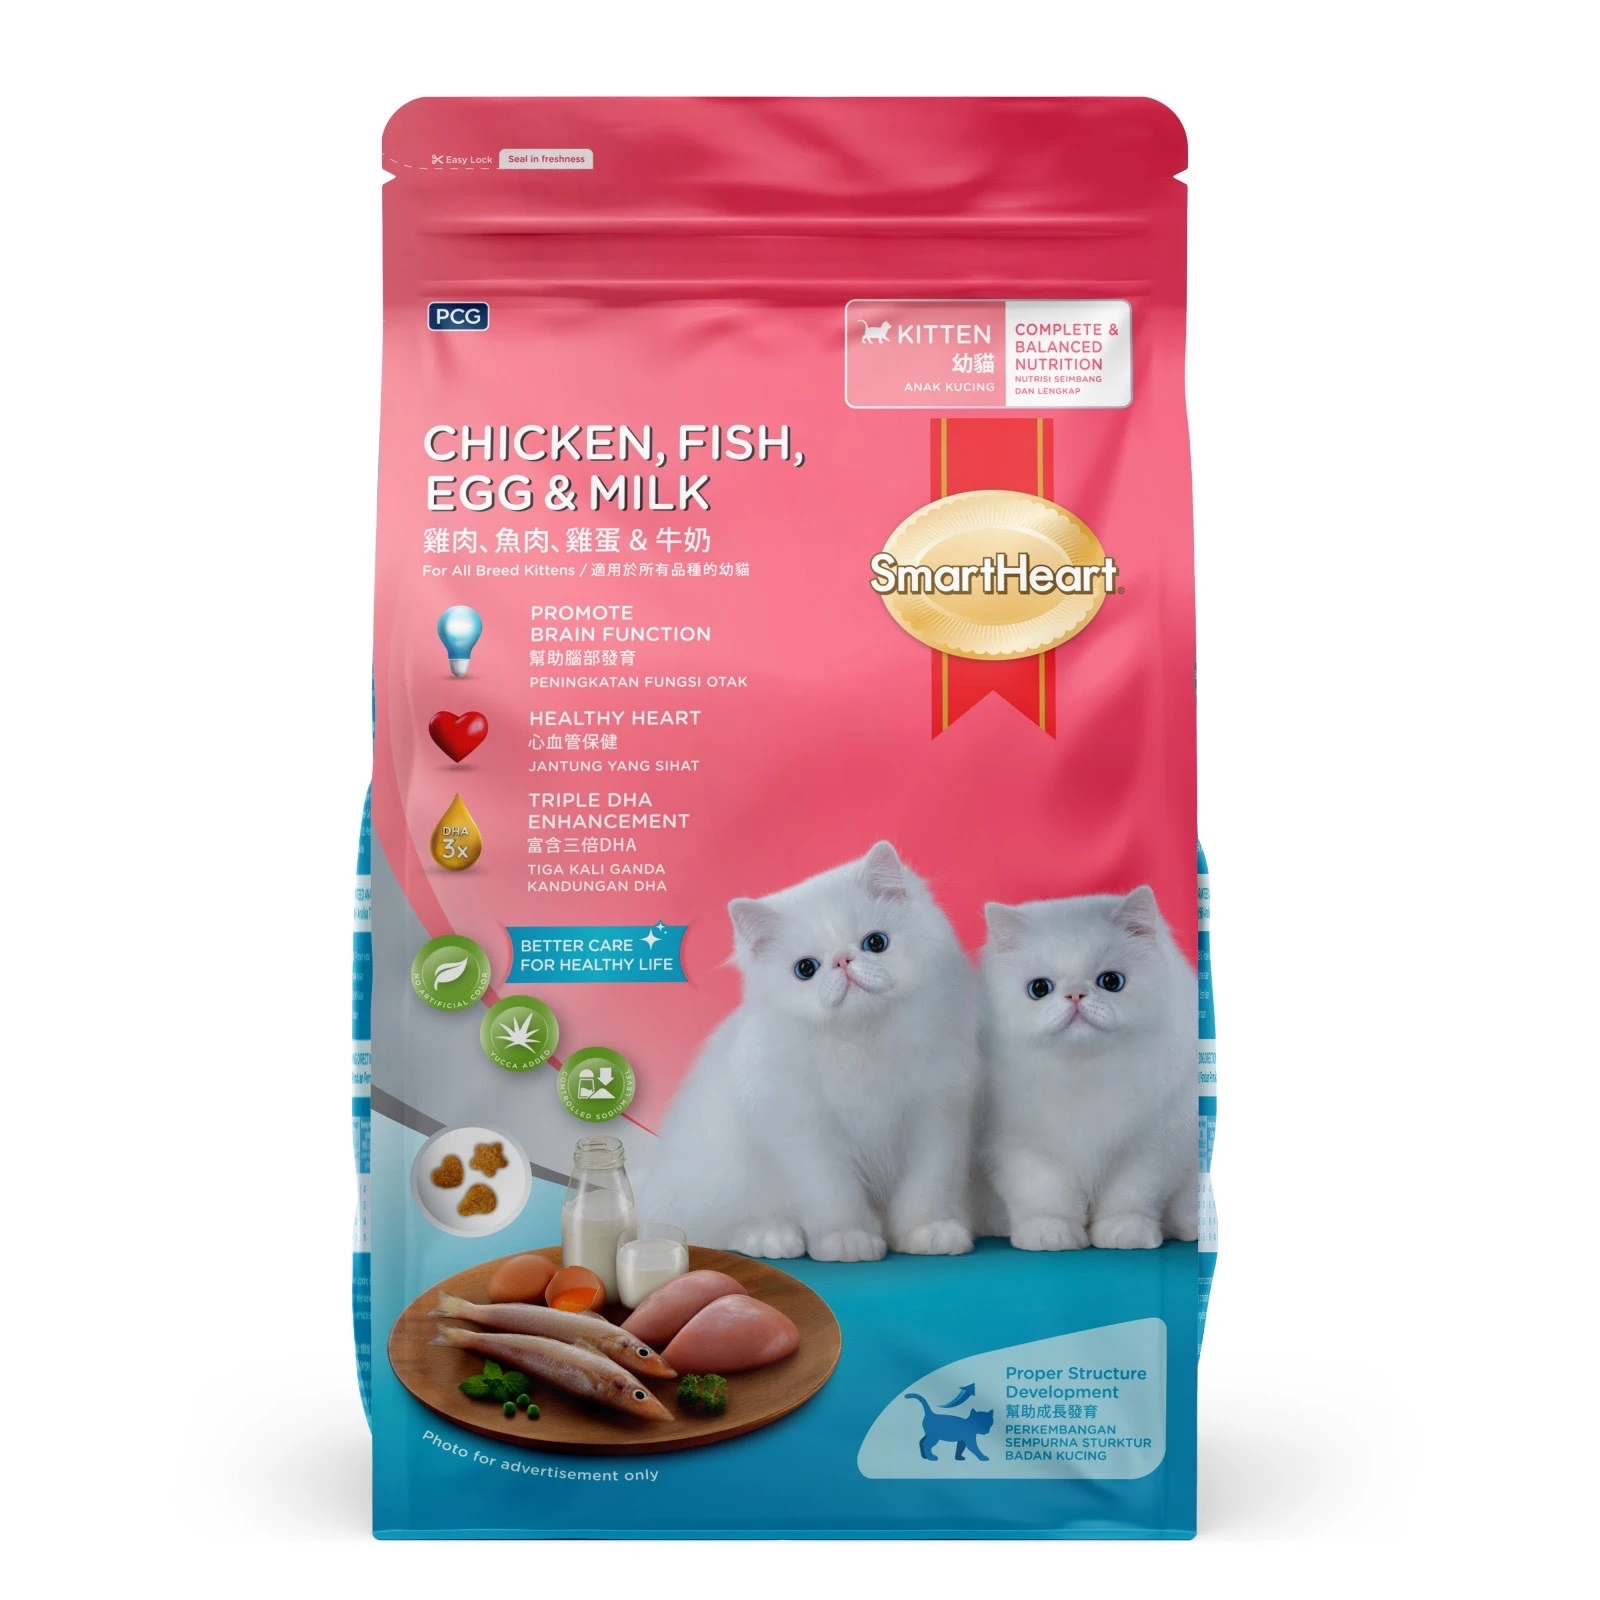 Easy Lock
Seal in freshness
PCG
KITTEN
幼貓
ANAK KUCING
COMPLETE &
BALANCED
NUTRITION
NUTRISI SEIMBANG
DAN LENGKAP
CHICKEN, FISH,
EGG & MILK
雞肉、魚肉、雞蛋 & 牛奶
For All Breed Kittens / 適用於所有品種的幼貓
SmartHeart®
PROMOTE
BRAIN FUNCTION
幫助腦部發育
PENINGKATAN FUNGSI OTAK
HEALTHY HEART
心血管保健
JANTUNG YANG SIHAT
DHA
3x
TRIPLE DHA
ENHANCEMENT
富含三倍DHA
TIGA KALI GANDA
KANDUNGAN DHA
BETTER CARE
FOR HEALTHY LIFE
NO ARTIFICIAL COLOR
YUCCA ADDED
CONTROLLED SODIUM LEVEL
Proper Structure
Development
幫助成長發育
PERKEMBANGAN
SEMPURNA STURKTUR
BADAN KUCING
Photo for advertisement only